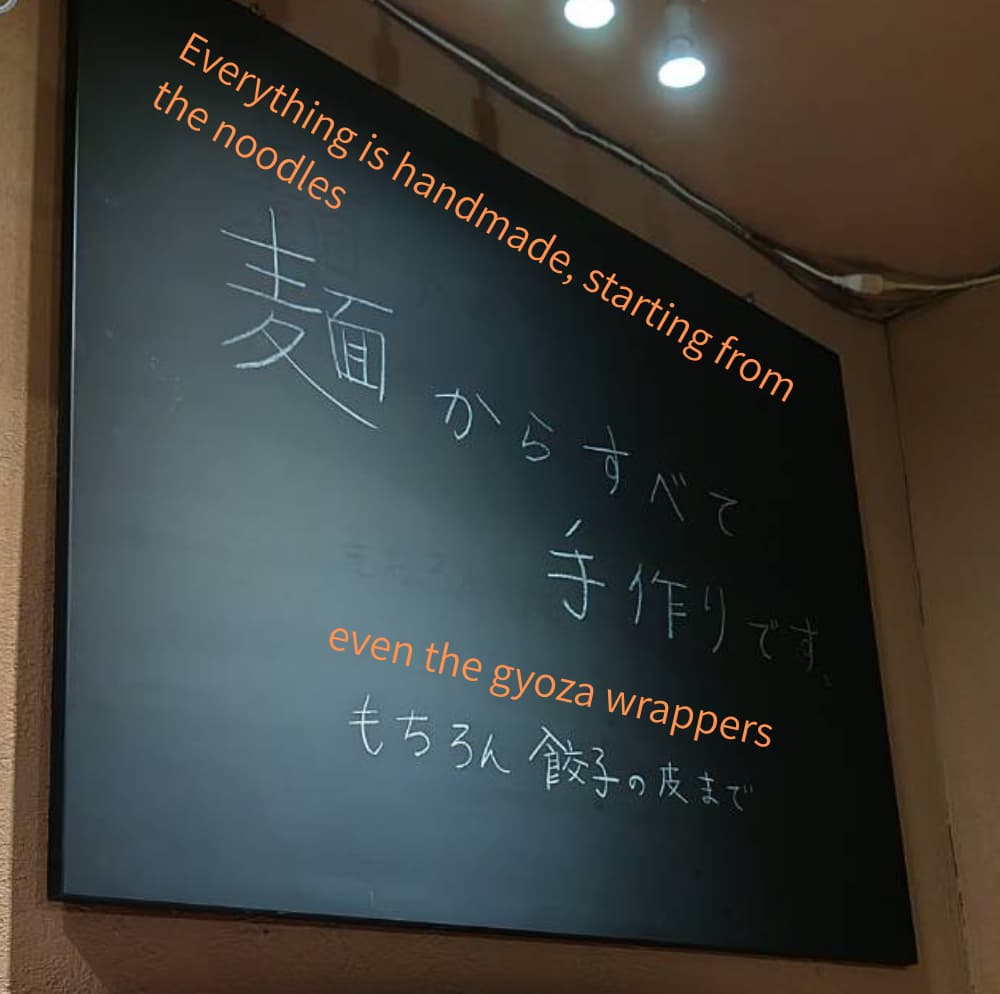 Everything is handmade, starting from
the noodles
麺からすべて
手作りです。
even the gyoza wrappers
もちろん餃子の皮まで